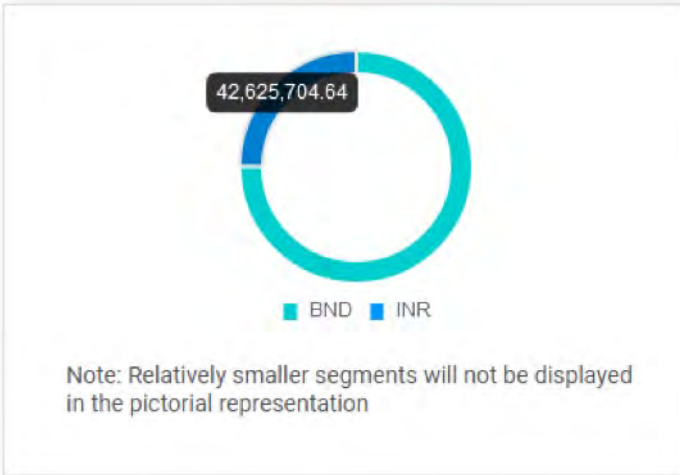 42,625,704.64
BND INR
Note: Relatively smaller segments will not be displayed
in the pictorial representation